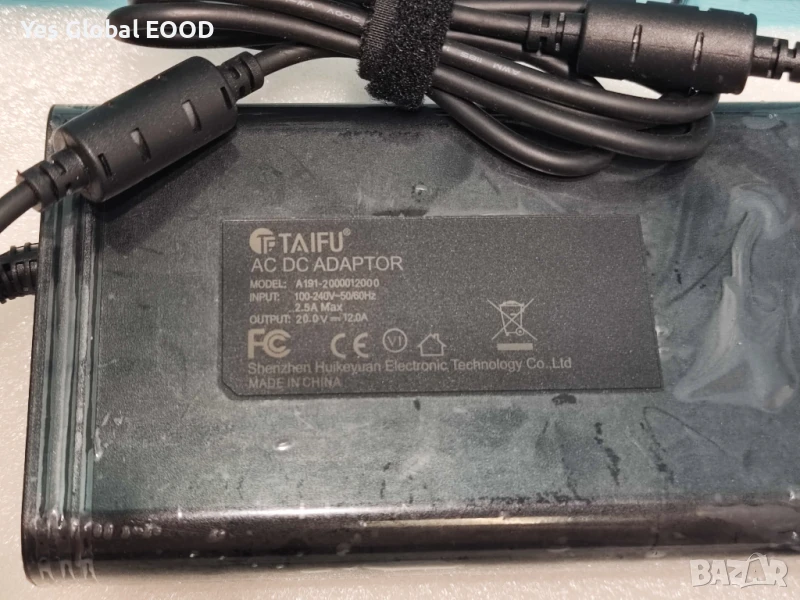 Yes Global EOOD
TAIFU®
AC DC ADAPTOR
MODEL: A191-2000012000
INPUT: 100-240V~50/60Hz
2.5A Max
OUTPUT: 20.0V⎓12.0A
FC CE VI
Shenzhen Huikeyuan Electronic Technology Co.,Ltd
MADE IN CHINA
BAZAR